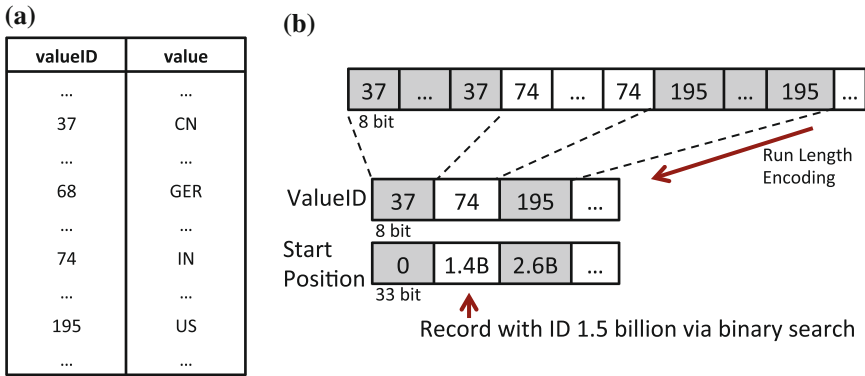 (a)
valueID value
... ...
37 CN
... ...
68 GER
... ...
74 IN
... ...
195 US
... ...
(b)
37 ... 37 74 ... 74 195 ... 195 ...
8 bit
Run Length
Encoding
ValueID 37 74 195 ...
8 bit
Start
Position 0 1.4B 2.6B ...
33 bit
Record with ID 1.5 billion via binary search